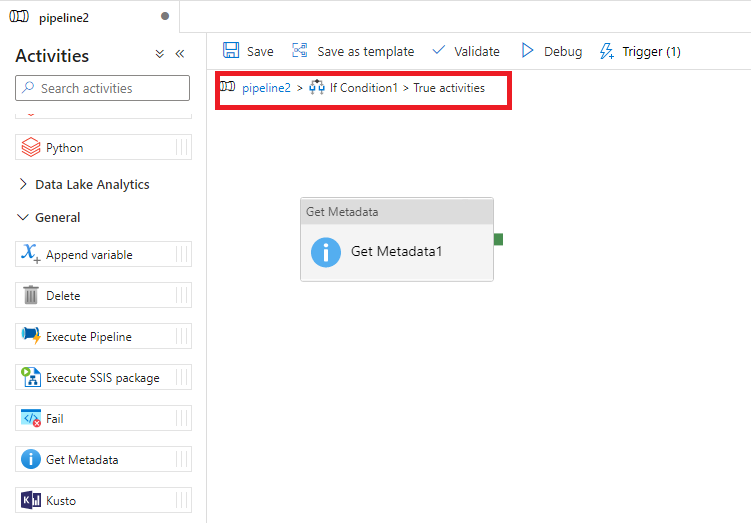 pipeline2
Activities
Search activities
Python
Data Lake Analytics
General
Append variable
Delete
Execute Pipeline
Execute SSIS package
Fail
Get Metadata
Kusto
Save
Save as template
Validate
Debug
Trigger (1)
pipeline2 > If Condition1 > True activities
Get Metadata
Get Metadata1